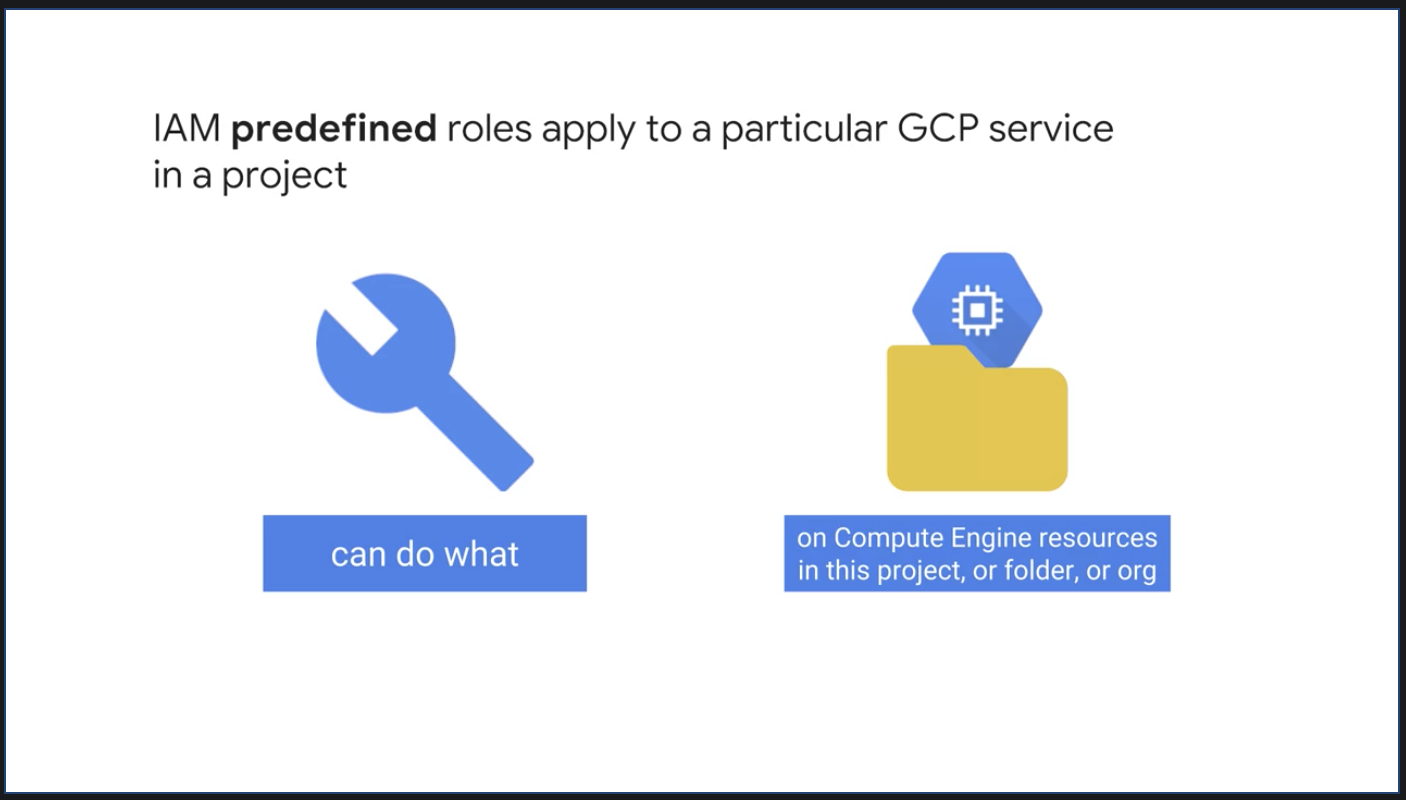 IAM predefined roles apply to a particular GCP service
in a project
can do what
on Compute Engine resources
in this project, or folder, or org